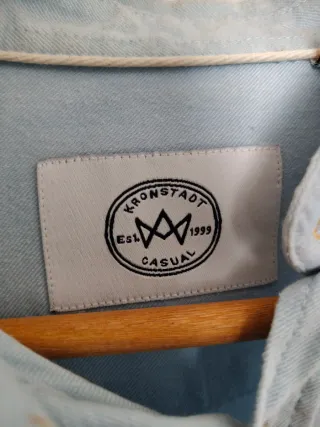 KRONSTADT
Est. 1999
CASUAL